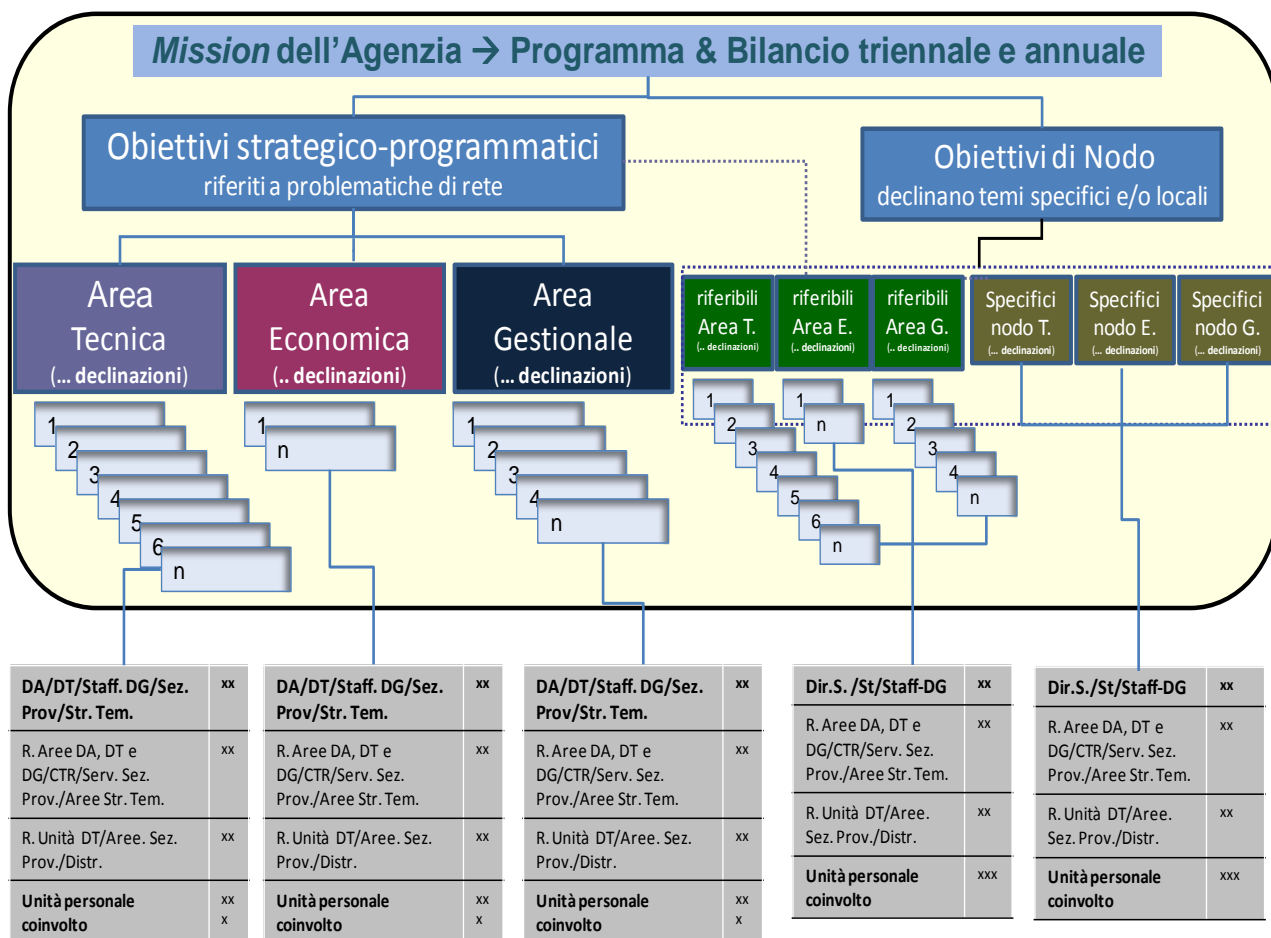 Mission dell'Agenzia → Programma & Bilancio triennale e annuale
Obiettivi strategico-programmatici
riferiti a problematiche di rete
Obiettivi di Nodo
declinano temi specifici e/o locali
Area
Tecnica
(... declinazioni)
Area
Economica
(.. declinazioni)
Area
Gestionale
(... declinazioni)
riferibili
Area T.
(.. declinazioni)
riferibili
Area E.
(.. declinazioni)
riferibili
Area G.
(.. declinazioni)
Specifici
nodo T.
(... declinazioni)
Specifici
nodo E.
(... declinazioni)
Specifici
nodo G.
(... declinazioni)
1
2
3
4
5
6
n
1
n
1
2
3
4
n
1
2
3
4
5
6
n
1
n
1
2
3
4
n
DA/DT/Staff. DG/Sez. xx
Prov/Str. Tem.
R. Aree DA, DT e xx
DG/CTR/Serv. Sez.
Prov./Aree Str. Tem.
R. Unità DT/Aree. Sez. xx
Prov./Distr.
Unità personale xx
coinvolto x
DA/DT/Staff. DG/Sez. xx
Prov/Str. Tem.
R. Aree DA, DT e xx
DG/CTR/Serv. Sez.
Prov./Aree Str. Tem.
R. Unità DT/Aree. Sez. xx
Prov./Distr.
Unità personale xx
coinvolto x
DA/DT/Staff. DG/Sez. xx
Prov/Str. Tem.
R. Aree DA, DT e xx
DG/CTR/Serv. Sez.
Prov./Aree Str. Tem.
R. Unità DT/Aree. Sez. xx
Prov./Distr.
Unità personale xx
coinvolto x
Dir.S. /St/Staff-DG xx
R. Aree DA, DT e xx
DG/CTR/Serv. Sez.
Prov./Aree Str. Tem.
R. Unità DT/Aree. xx
Sez. Prov./Distr.
Unità personale xxx
coinvolto
Dir.S. /St/Staff-DG xx
R. Aree DA, DT e xx
DG/CTR/Serv. Sez.
Prov./Aree Str. Tem.
R. Unità DT/Aree. xx
Sez. Prov./Distr.
Unità personale xxx
coinvolto